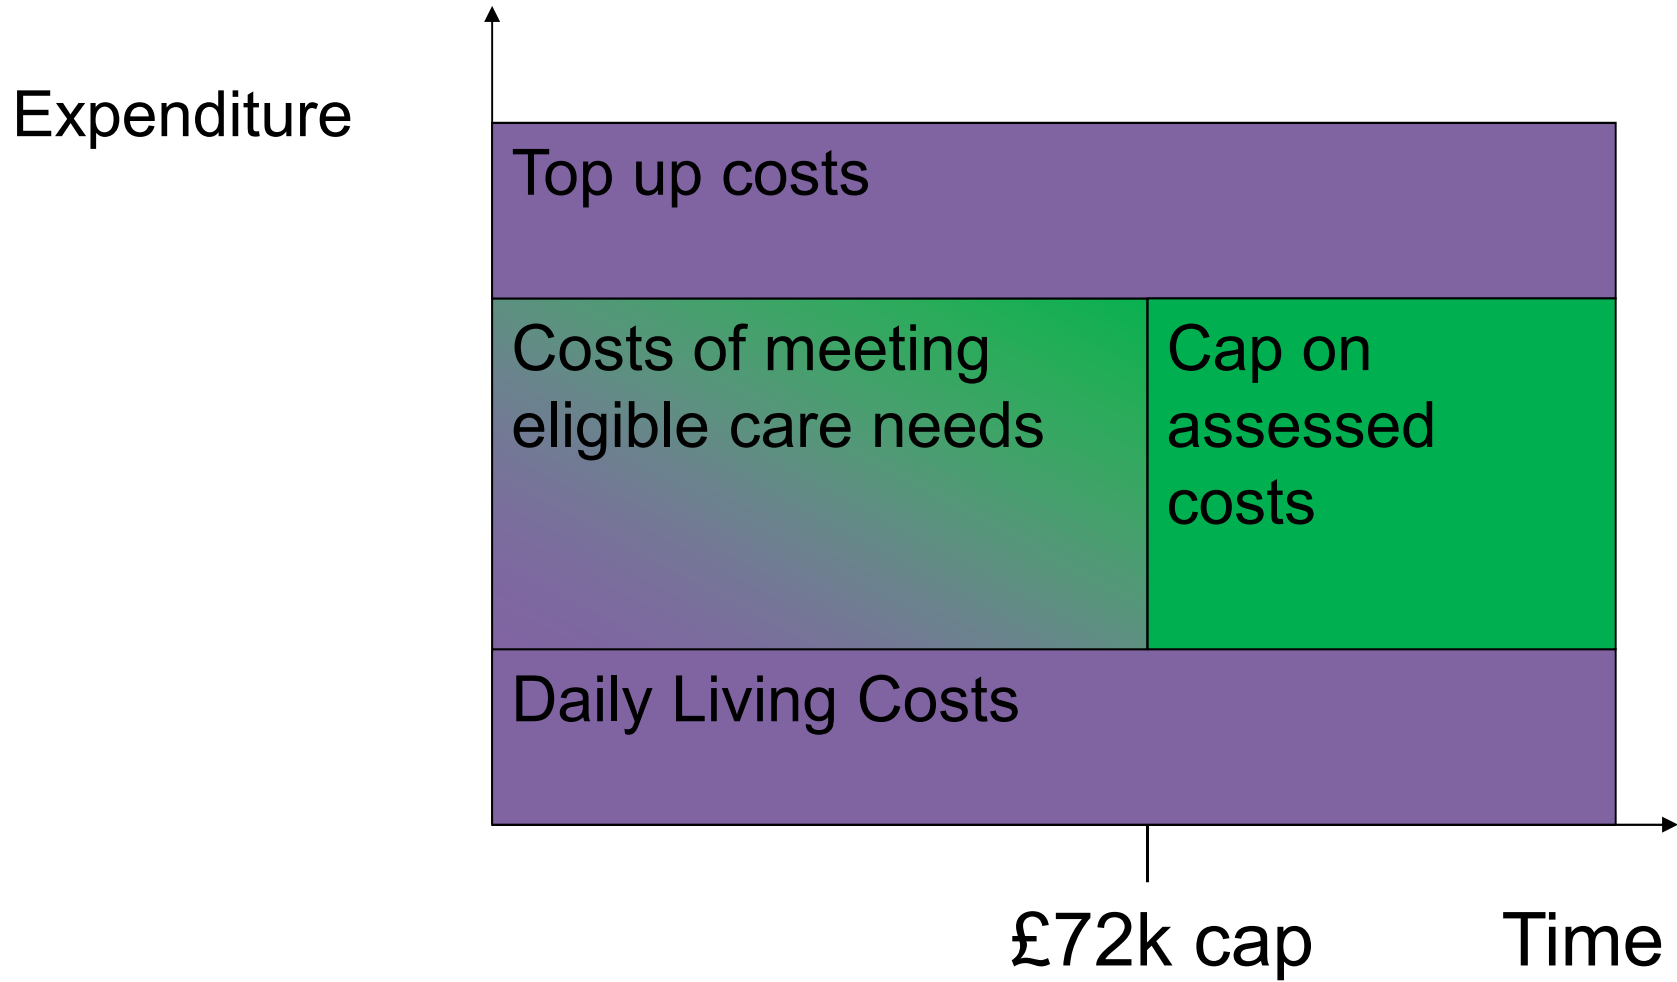 Expenditure
Top up costs
Costs of meeting
eligible care needs
Cap on
assessed
costs
Daily Living Costs
£72k cap
Time